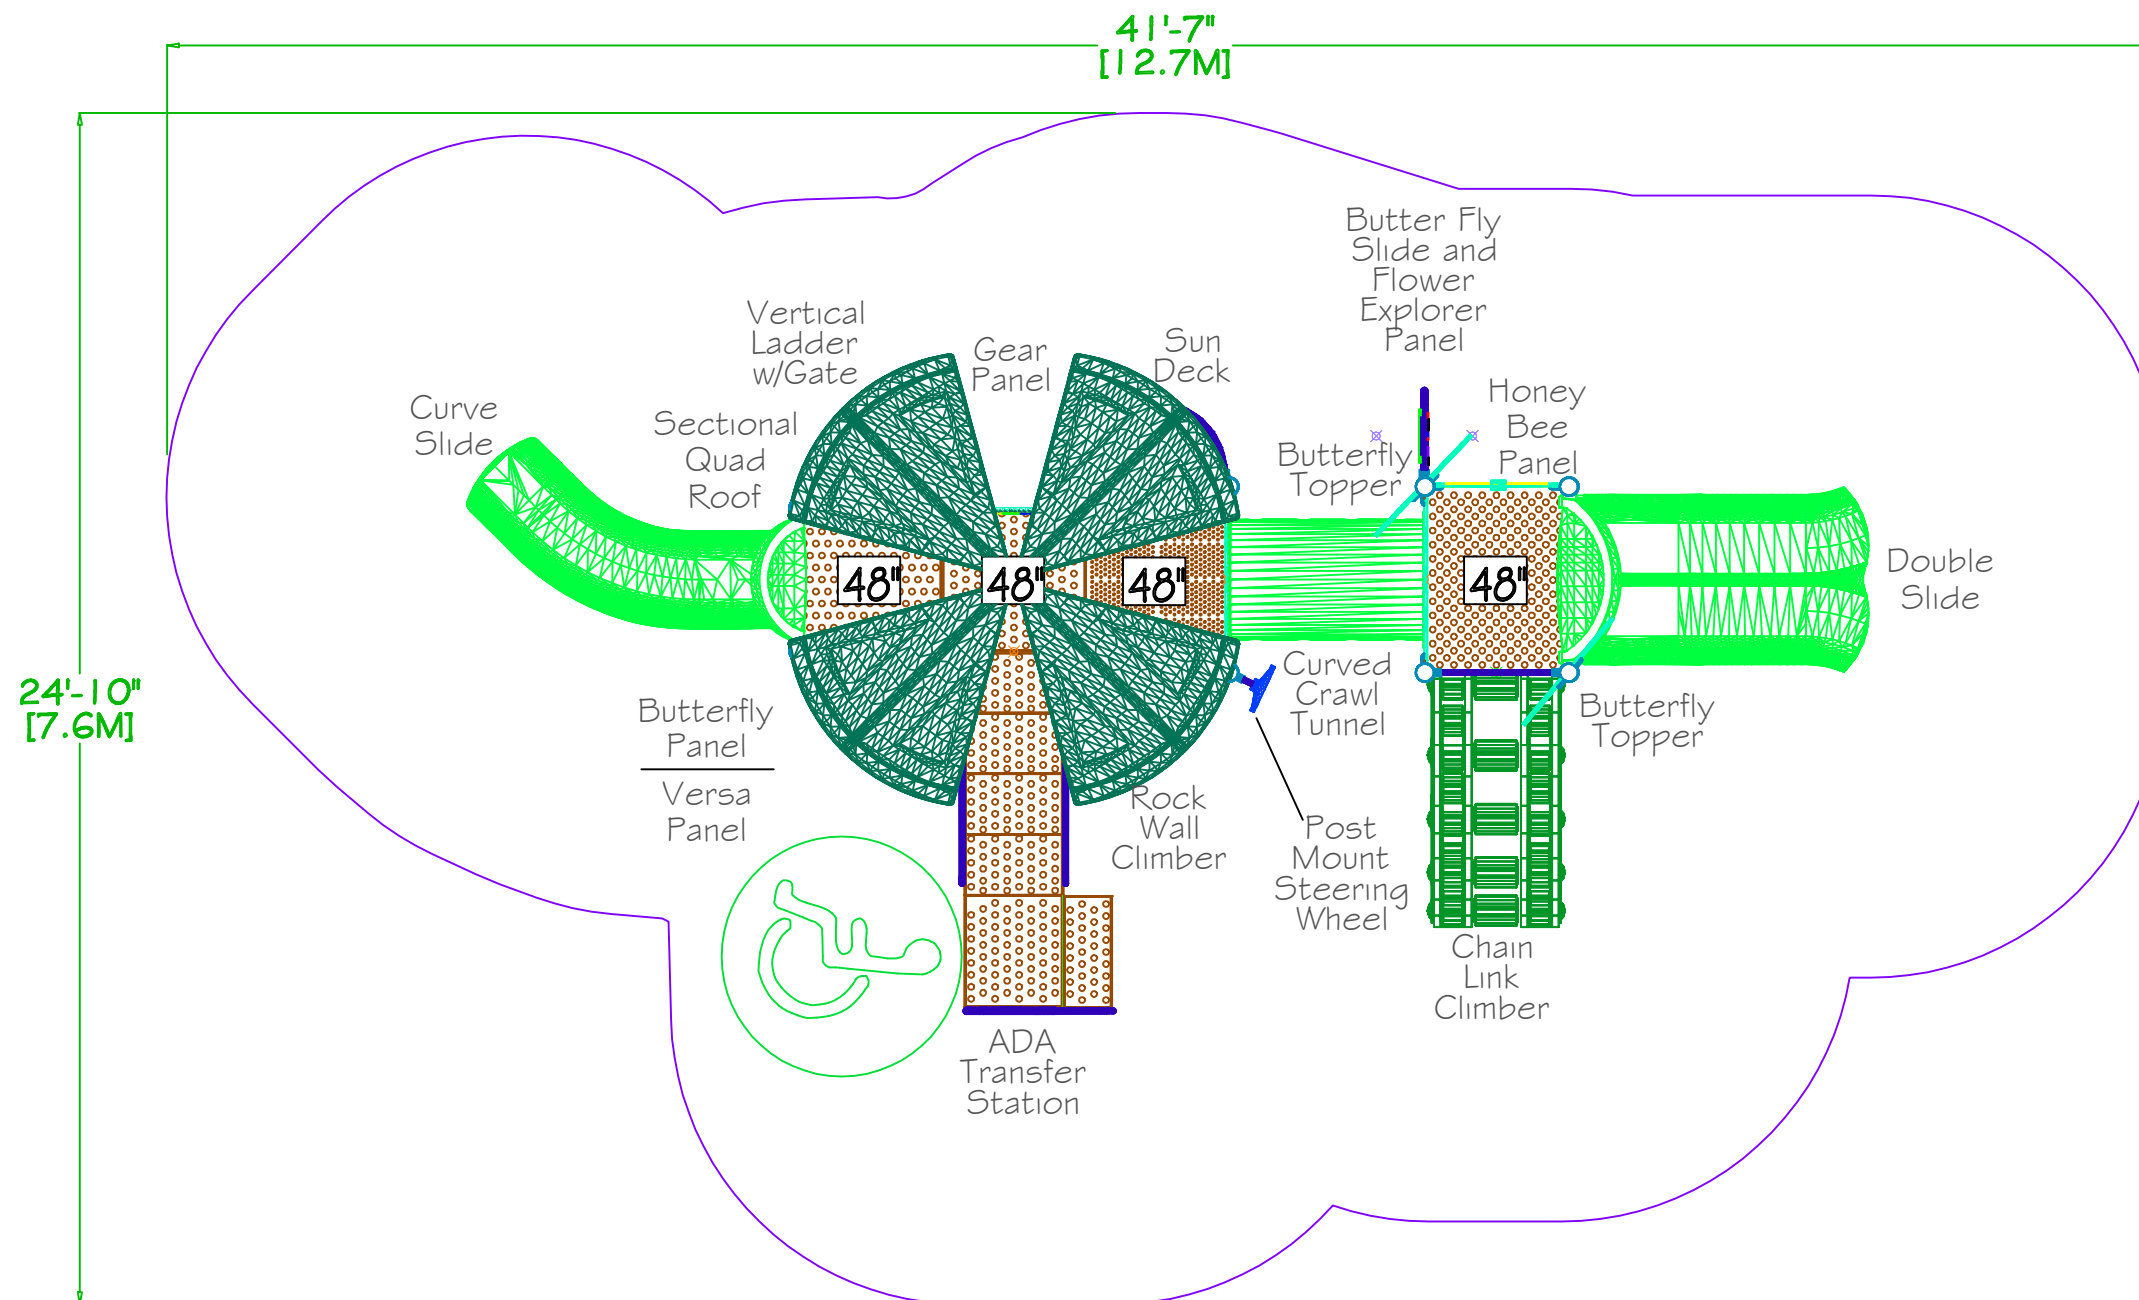 41'-7"
[12.7M]
Butter Fly
Slide and
Flower
Explorer
Panel
Vertical
Ladder
w/Gate
Gear
Panel
Sun
Deck
Curve
Slide
Sectional
Quad
Roof
Honey
Bee
Panel
Butterfly
Topper
48"
48"
48"
48"
Double
Slide
24'-10"
[7.6M]
Butterfly
Panel
Versa
Panel
Curved
Crawl
Tunnel
Butterfly
Topper
Rock
Wall
Climber
Post
Mount
Steering
Wheel
Chain
Link
Climber
ADA
Transfer
Station